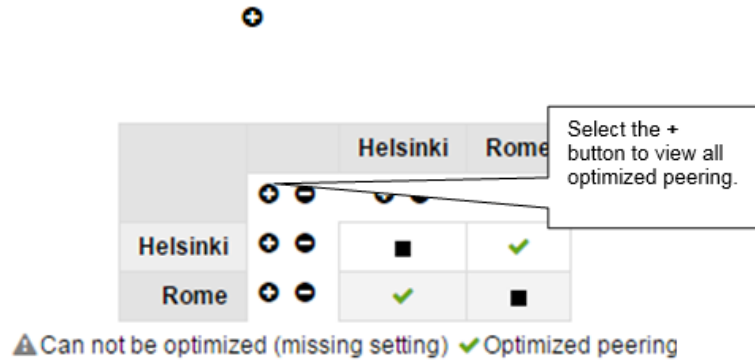 Helsinki Rome
Select the +
button to view all
optimized peering.
Helsinki
Rome
Can not be optimized (missing setting) Optimized peering